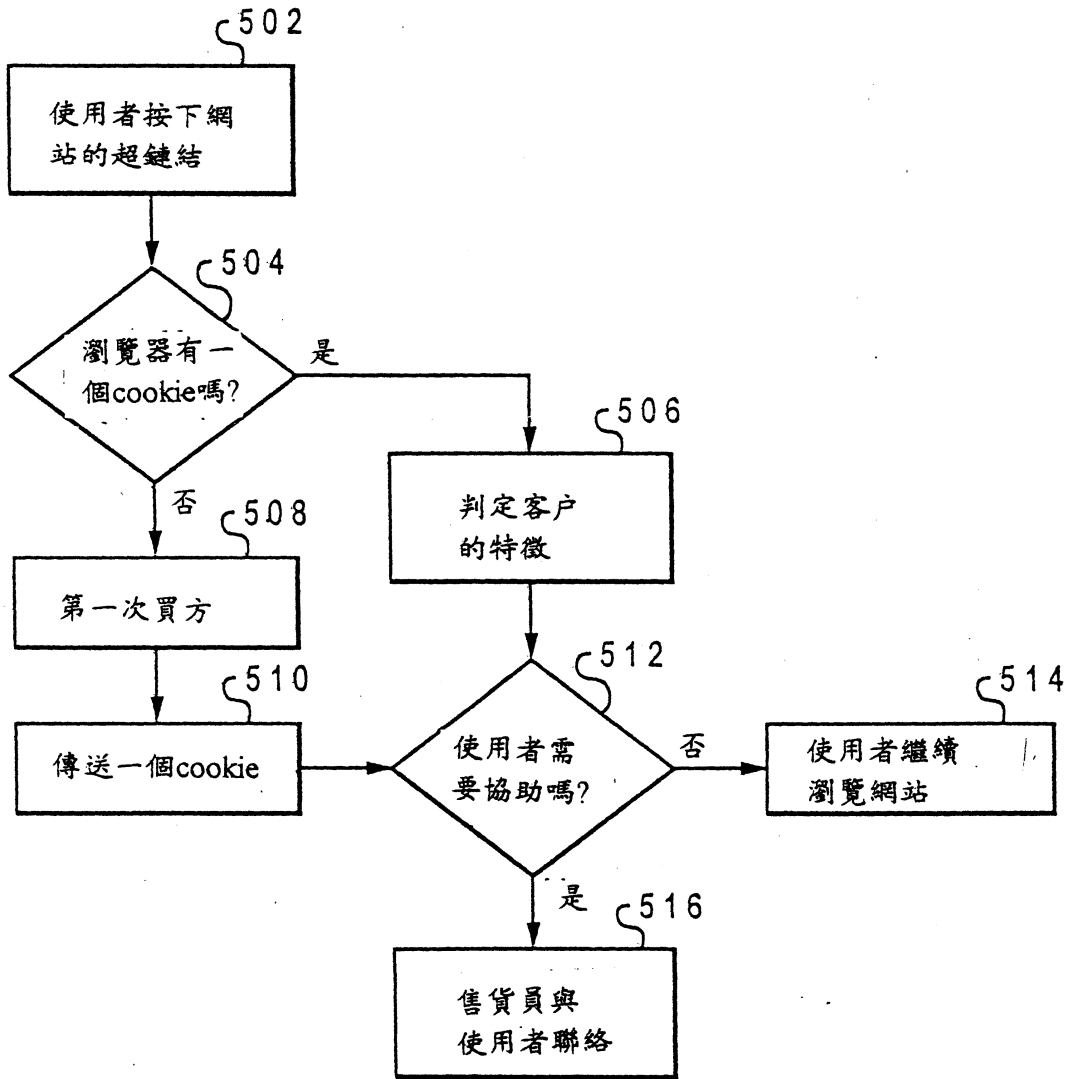 502
使用者按下網
站的超鏈結
504
瀏覽器有一
個cookie嗎?
是
506
判定客户
的特徵
否
508
第一次買方
510
傳送一個cookie
512
使用者需
要協助嗎?
否
514
使用者繼續
瀏覽網站
是
516
售貨員與
使用者聯絡